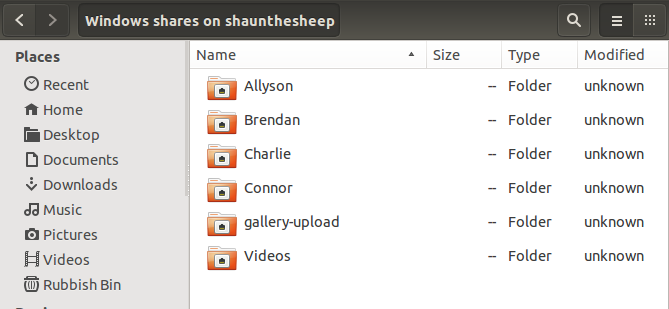 Windows shares on shaunthesheep
Places
Recent
Home
Desktop
Documents
Downloads
Music
Pictures
Videos
Rubbish Bin
Name Size Type Modified
Allyson -- Folder unknown
Brendan -- Folder unknown
Charlie -- Folder unknown
Connor -- Folder unknown
gallery-upload -- Folder unknown
Videos -- Folder unknown